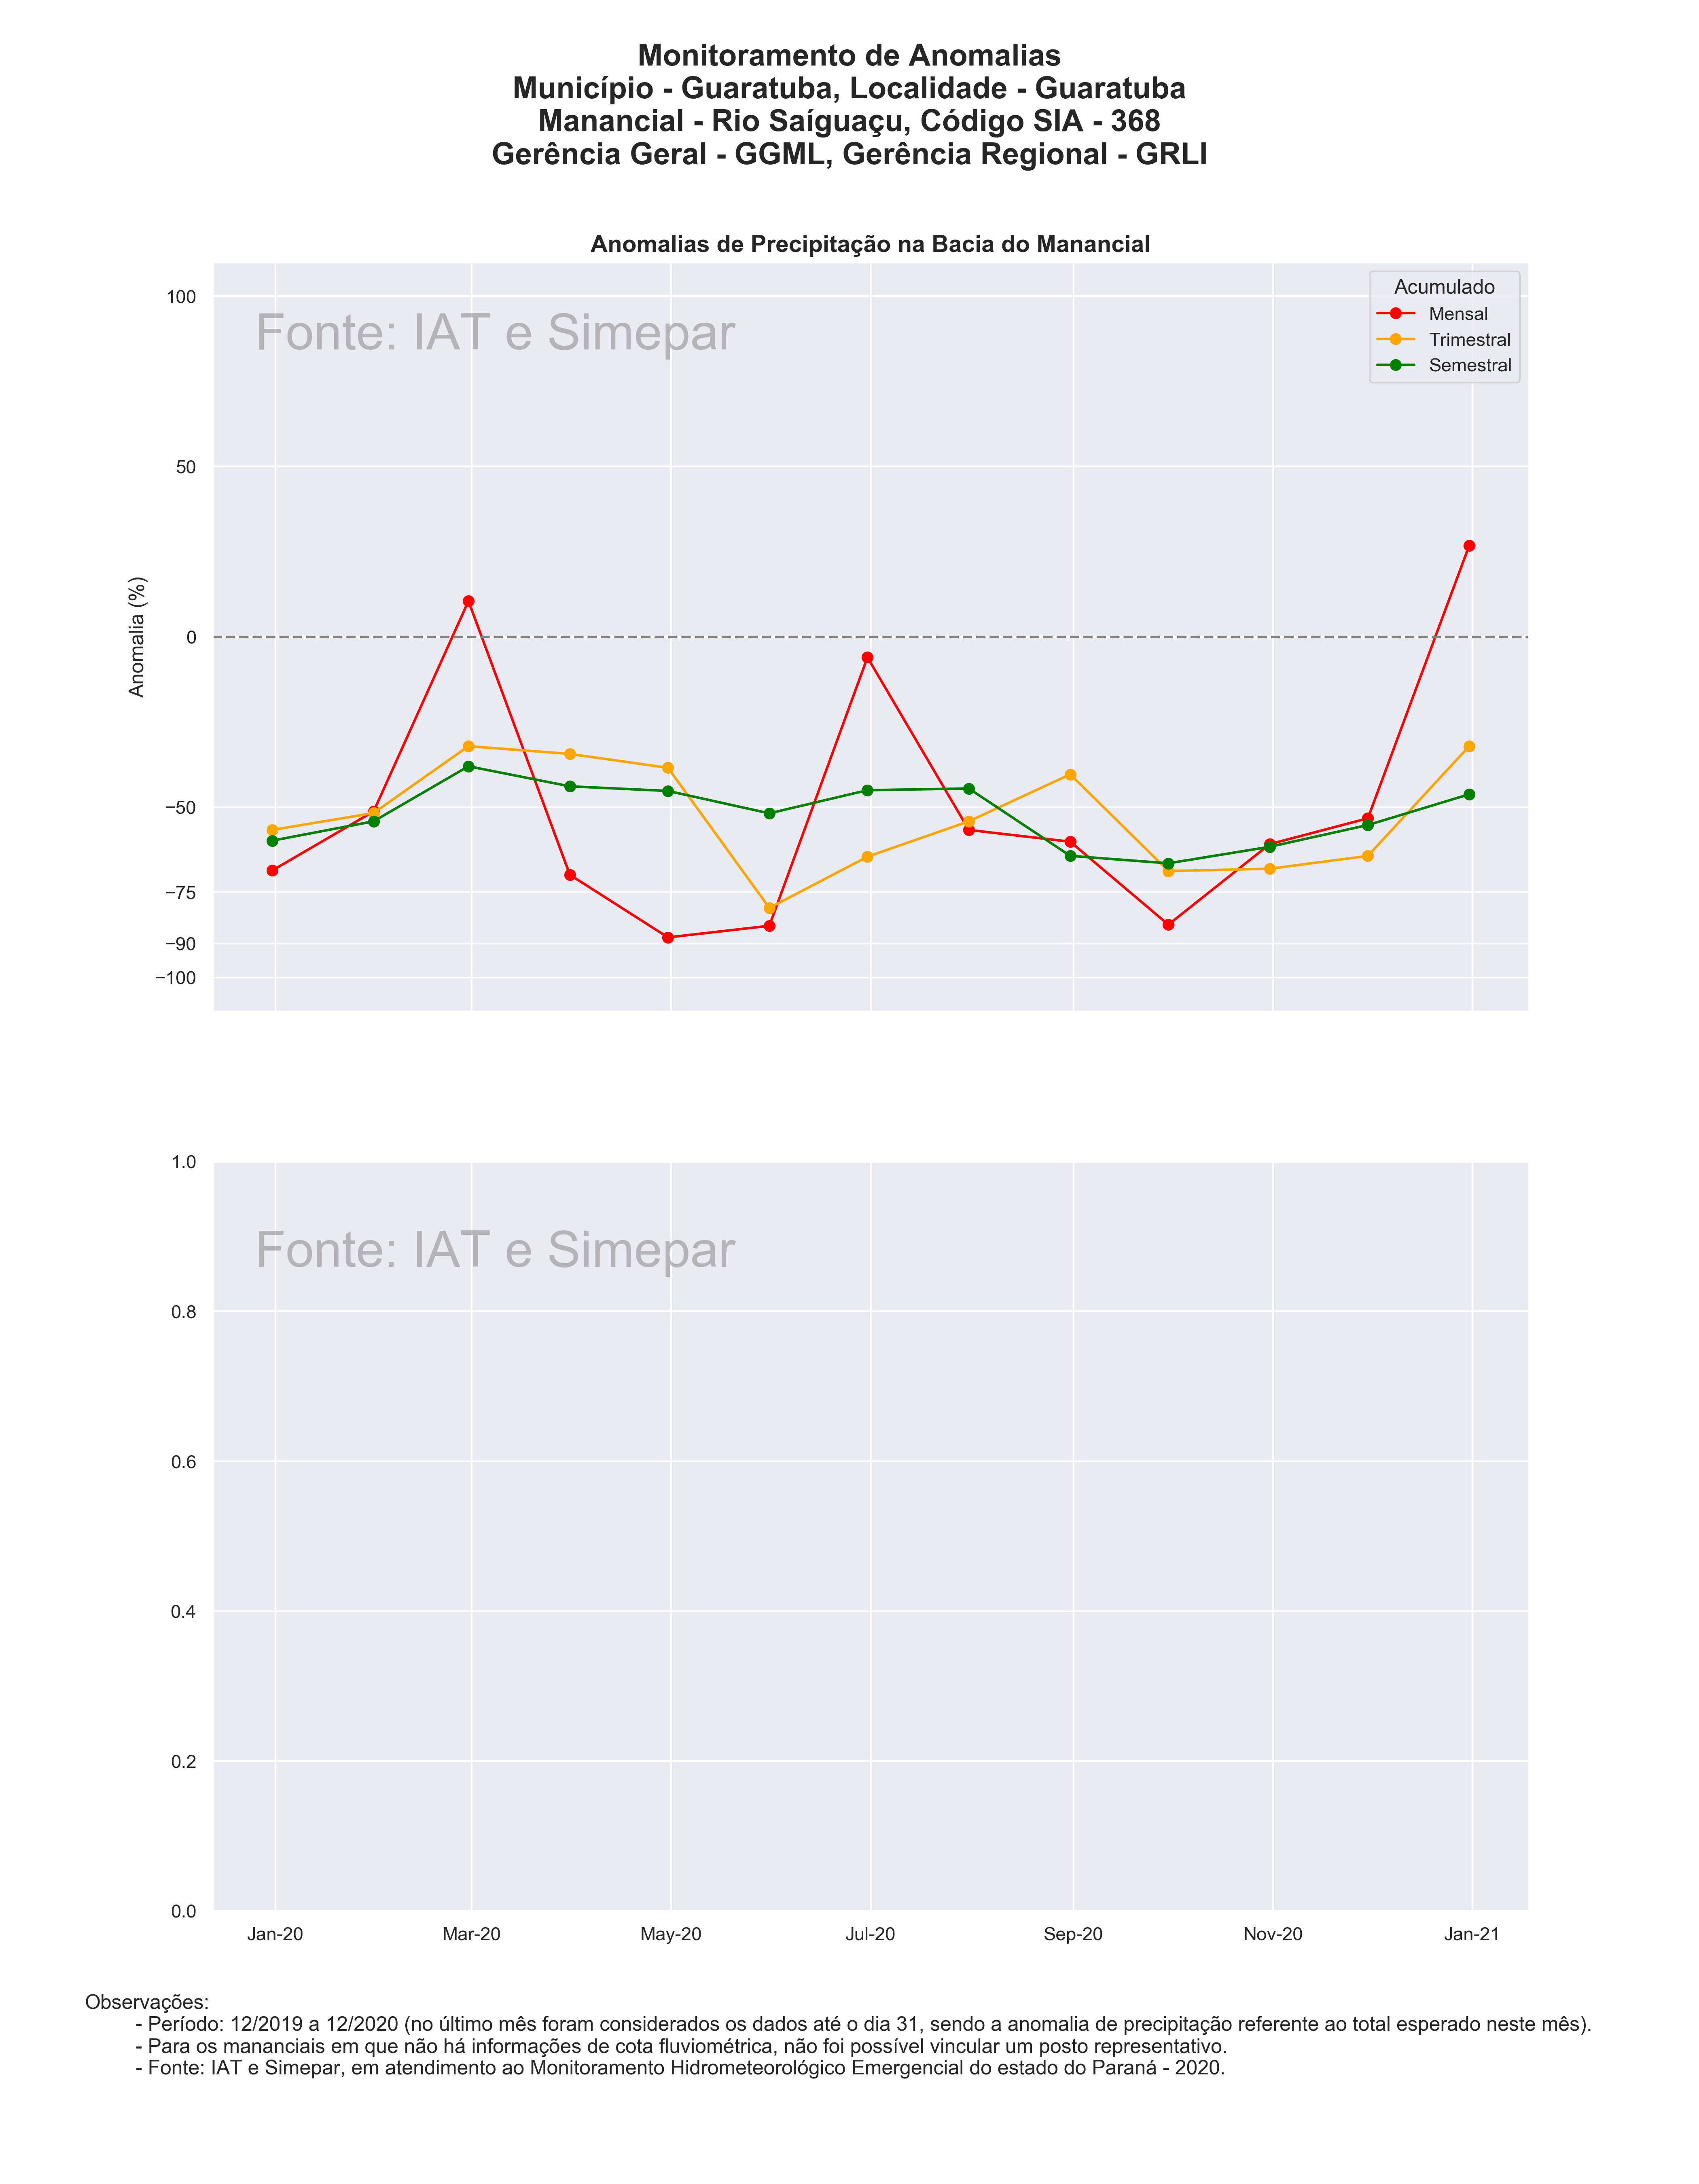 Monitoramento de Anomalias
Município - Guaratuba, Localidade - Guaratuba
Manancial - Rio Saíguaçu, Código SIA - 368
Gerência Geral - GGML, Gerência Regional - GRLI
Anomalias de Precipitação na Bacia do Manancial
Fonte: IAT e Simepar
Acumulado
Mensal
Trimestral
Semestral
Anomalia (%)
100
50
0
−50
−75
−90
−100
Fonte: IAT e Simepar
1.0
0.8
0.6
0.4
0.2
0.0
Jan-20 Mar-20 May-20 Jul-20 Sep-20 Nov-20 Jan-21
Observações:
- Período: 12/2019 a 12/2020 (no último mês foram considerados os dados até o dia 31, sendo a anomalia de precipitação referente ao total esperado neste mês).
- Para os mananciais em que não há informações de cota fluviométrica, não foi possível vincular um posto representativo.
- Fonte: IAT e Simepar, em atendimento ao Monitoramento Hidrometeorológico Emergencial do estado do Paraná - 2020.